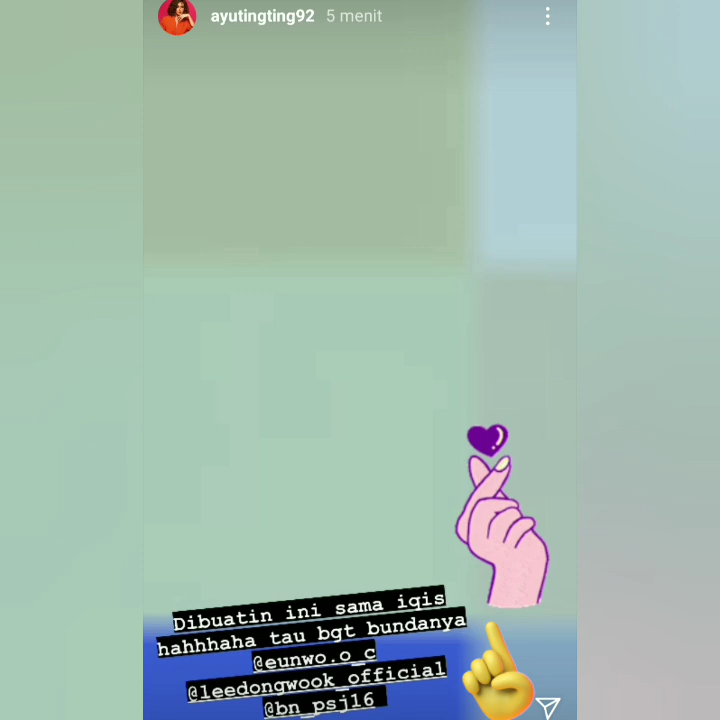 ayutingting92 5 menit
Dibuatin ini sama iqis
hahhhaha tau bgt bundanya
@eunwo.o_c
@leedongwook_official
@bn_psj16